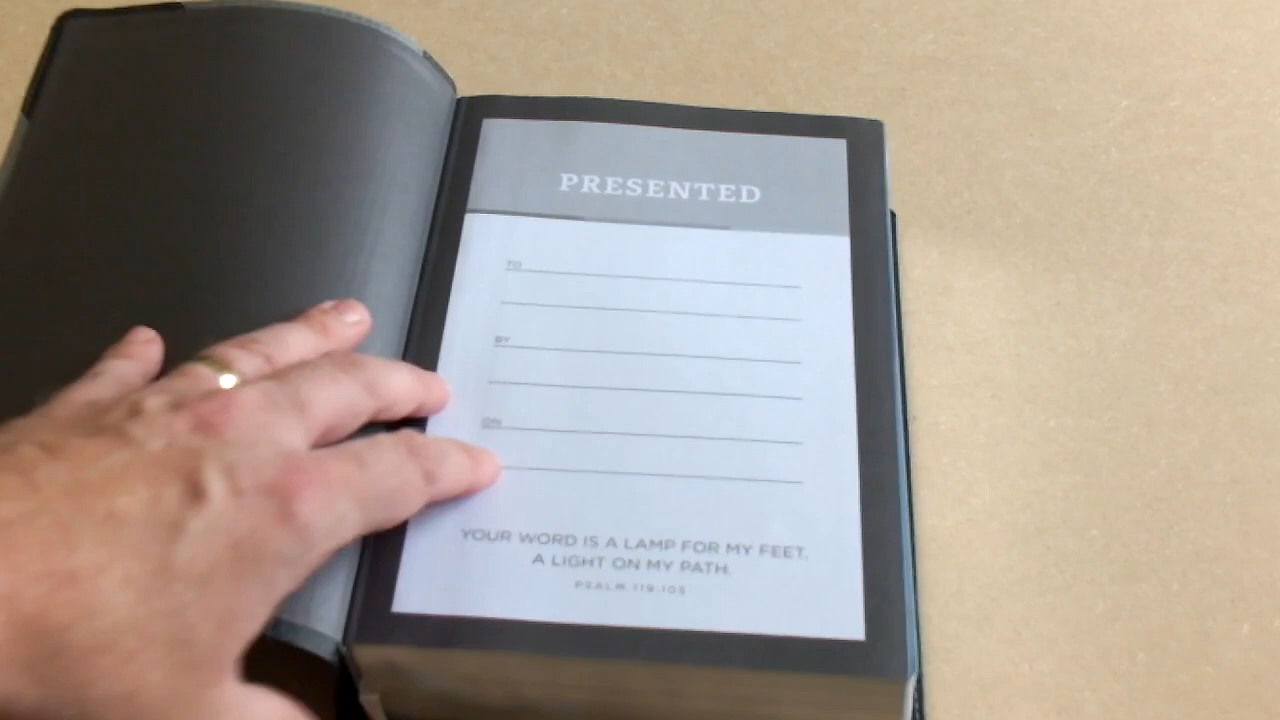 PRESENTED
TO
BY
ON
YOUR WORD IS A LAMP FOR MY FEET,
A LIGHT ON MY PATH.
PSALM 119:105